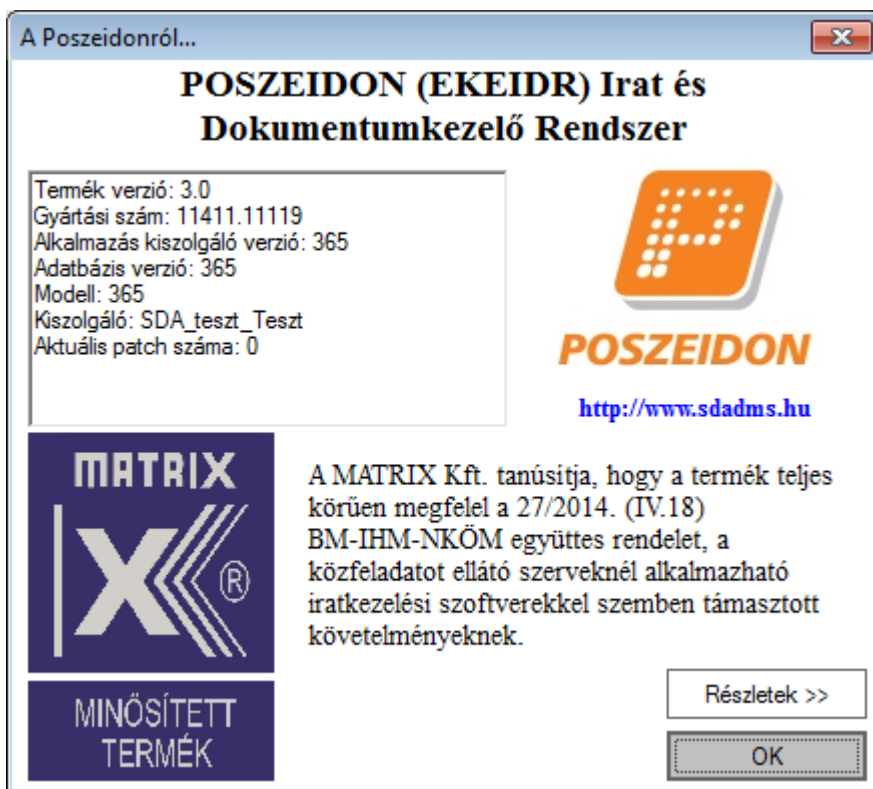 A Poszeidonról...
POSZEIDON (EKEIDR) Irat és
Dokumentumkezelő Rendszer
Termék verzió: 3.0
Gyártási szám: 11411.11119
Alkalmazás kiszolgáló verzió: 365
Adatbázis verzió: 365
Modell: 365
Kiszolgáló: SDA_teszt_Teszt
Aktuális patch száma: 0
P
POSZEIDON
http://www.sdadms.hu
MATRIX
X
®
MINŐSÍTETT
TERMÉK
A MATRIX Kft. tanúsítja, hogy a termék teljes
körűen megfelel a 27/2014. (IV.18)
BM-IHM-NKÖM együttes rendelet, a
közfeladatot ellátó szerveknél alkalmazható
iratkezelési szoftverekkel szemben támasztott
követelményeknek.
Részletek >>
OK